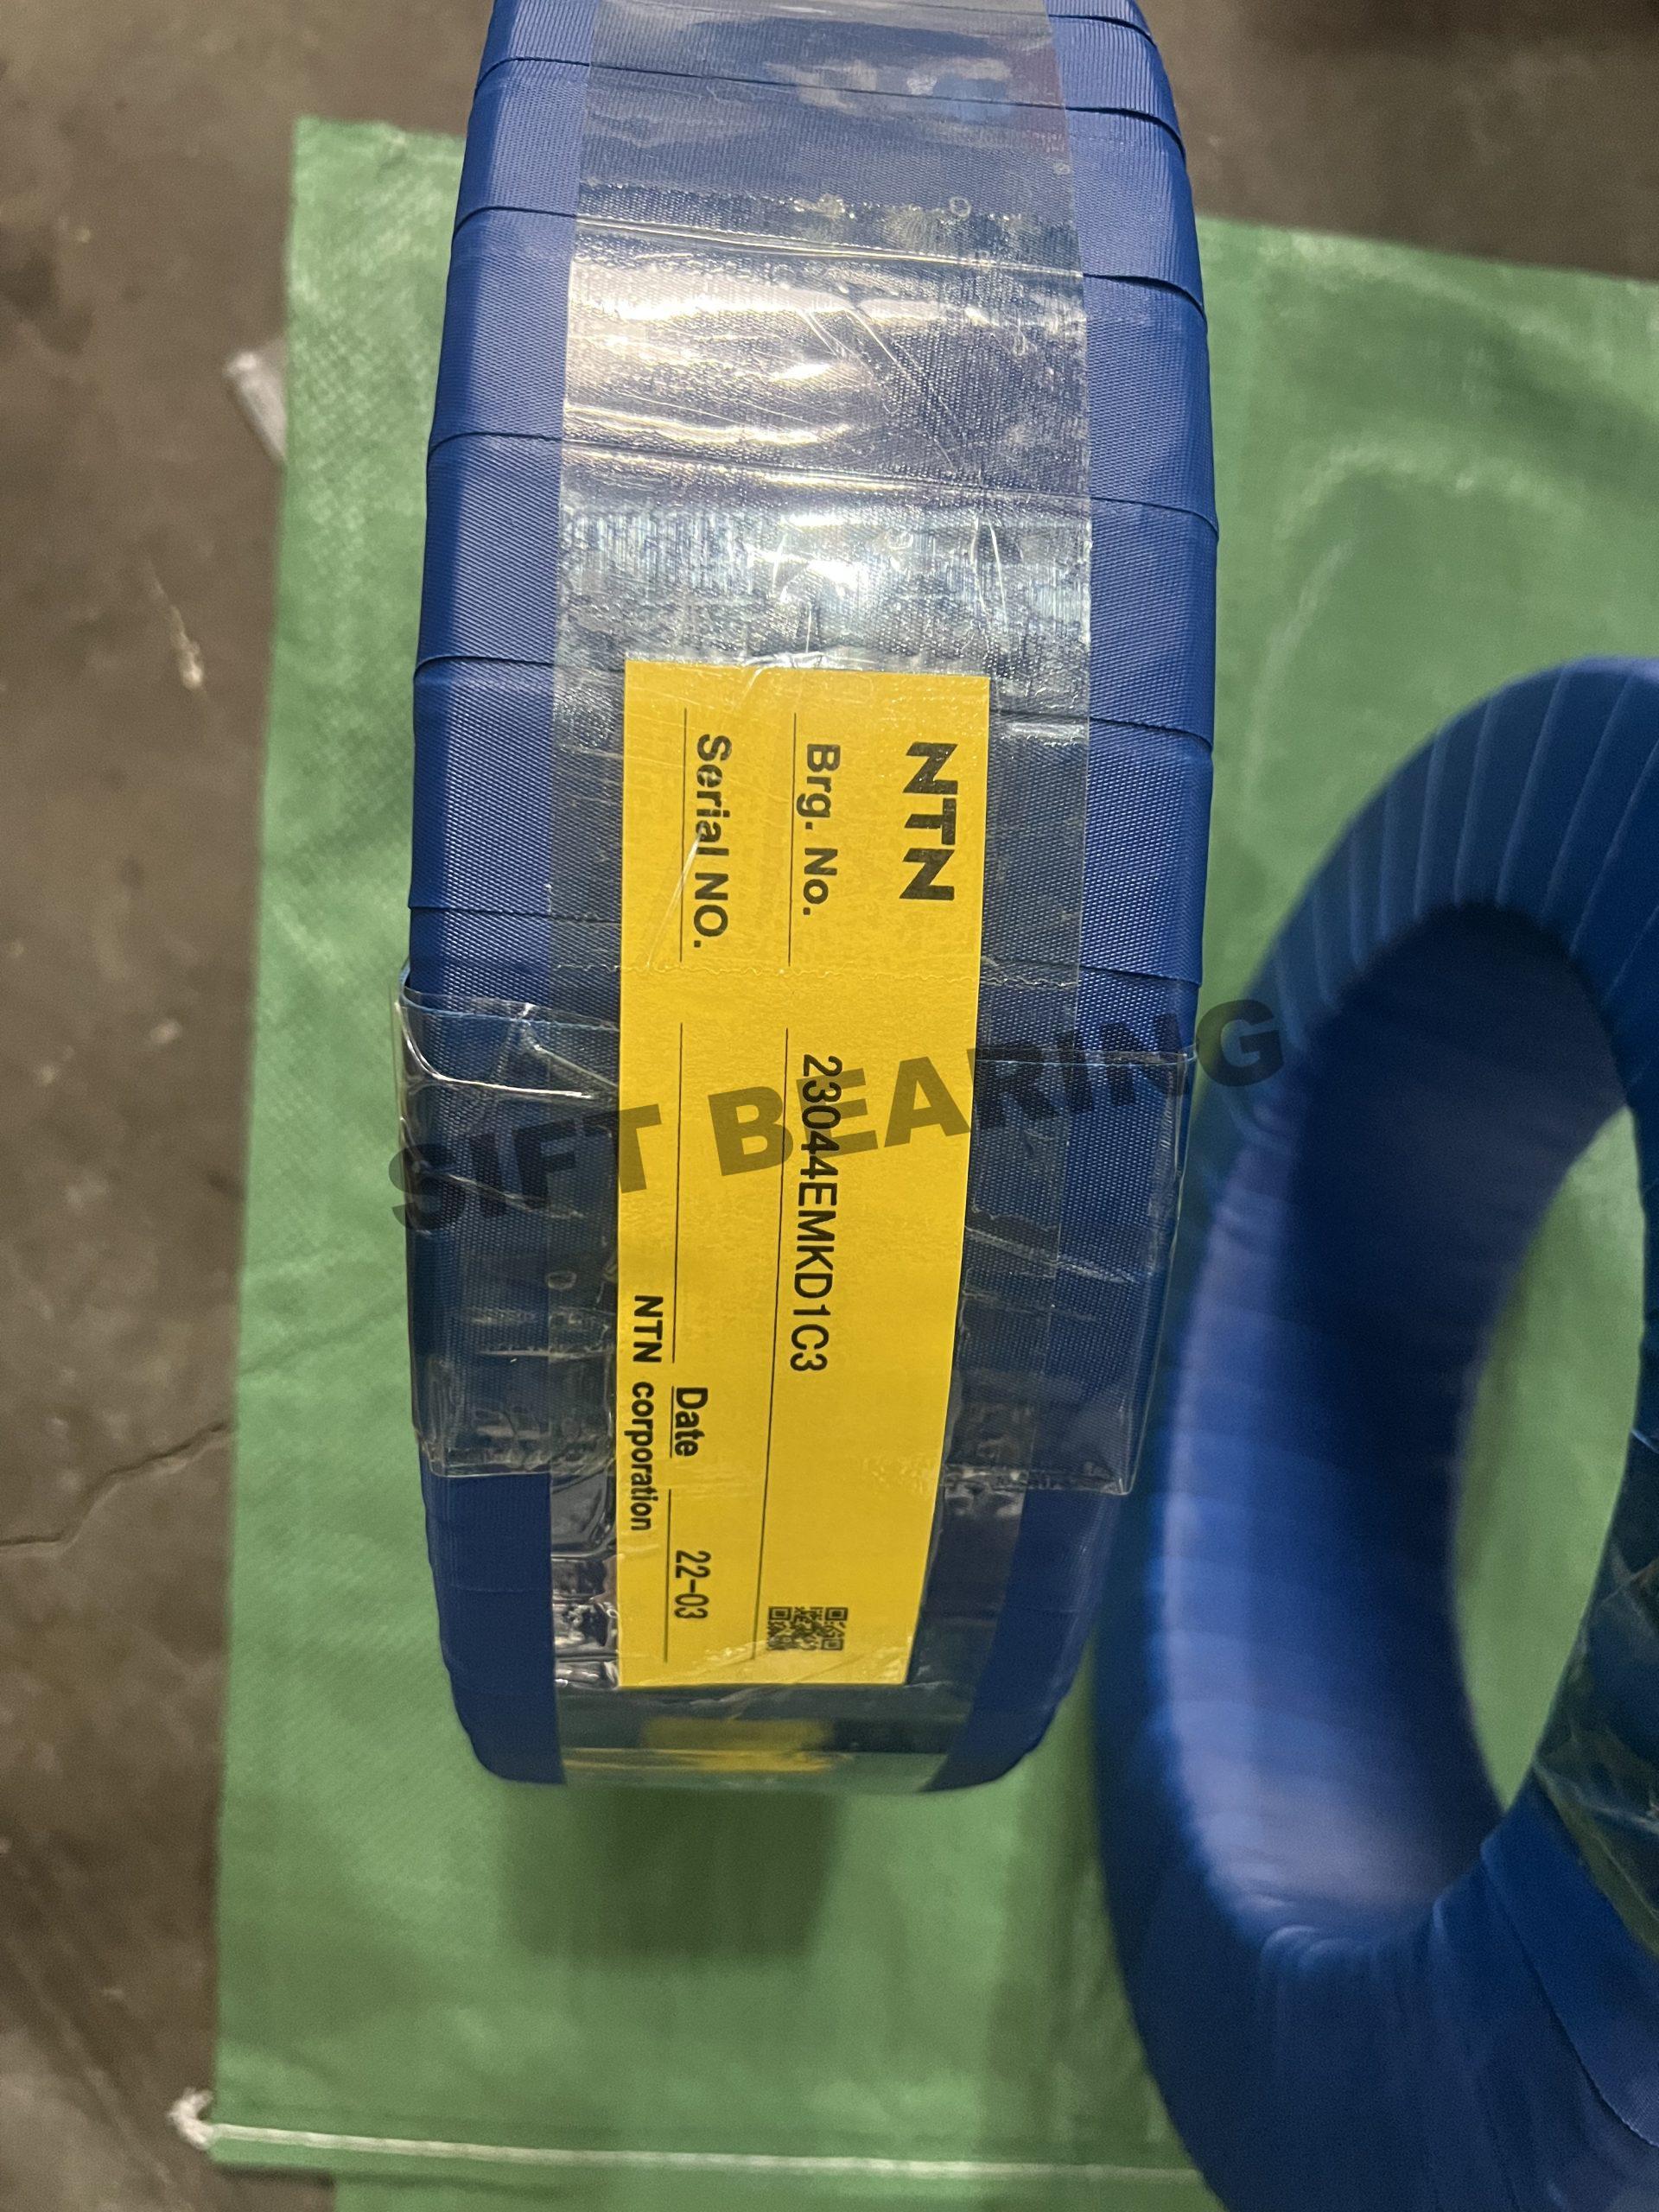 NTN
Brg. No. 23044EMKD1C3
Serial NO. Date 22-03
NTN corporation
SIFT BEARING